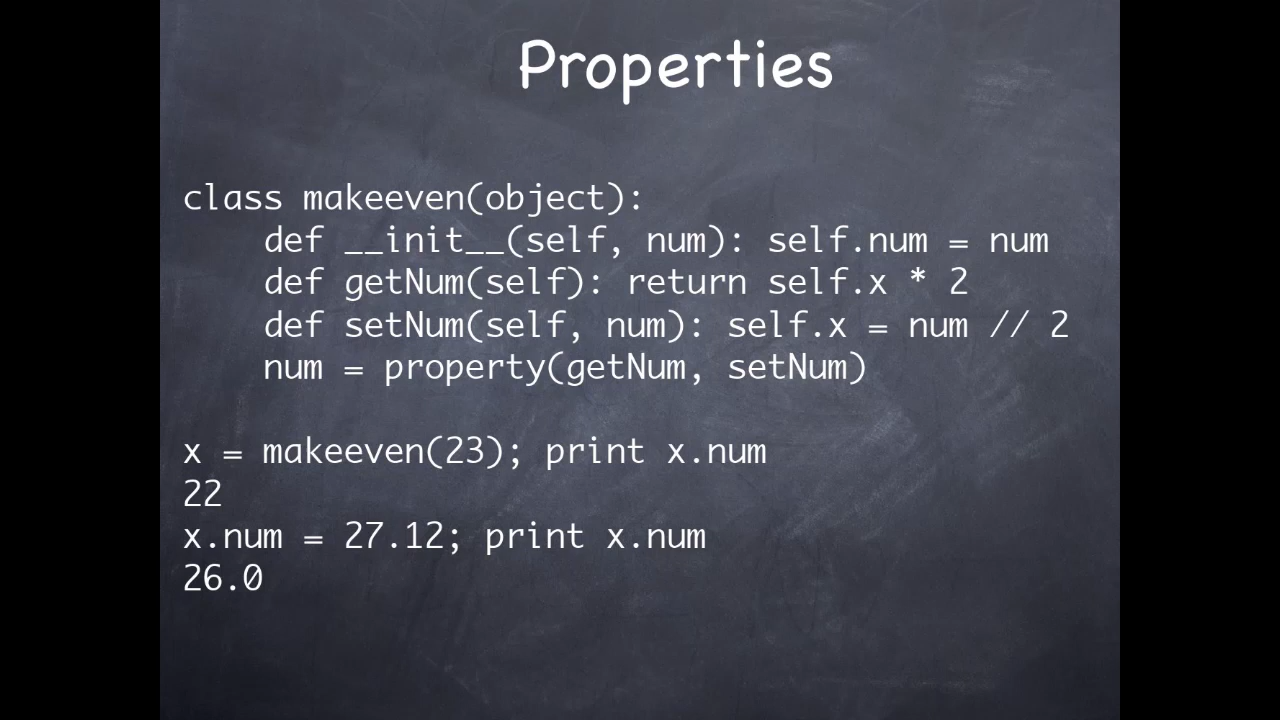 Properties
class makeeven(object):
    def __init__(self, num): self.num = num
    def getNum(self): return self.x * 2
    def setNum(self, num): self.x = num // 2
    num = property(getNum, setNum)
x = makeeven(23); print x.num
22
x.num = 27.12; print x.num
26.0